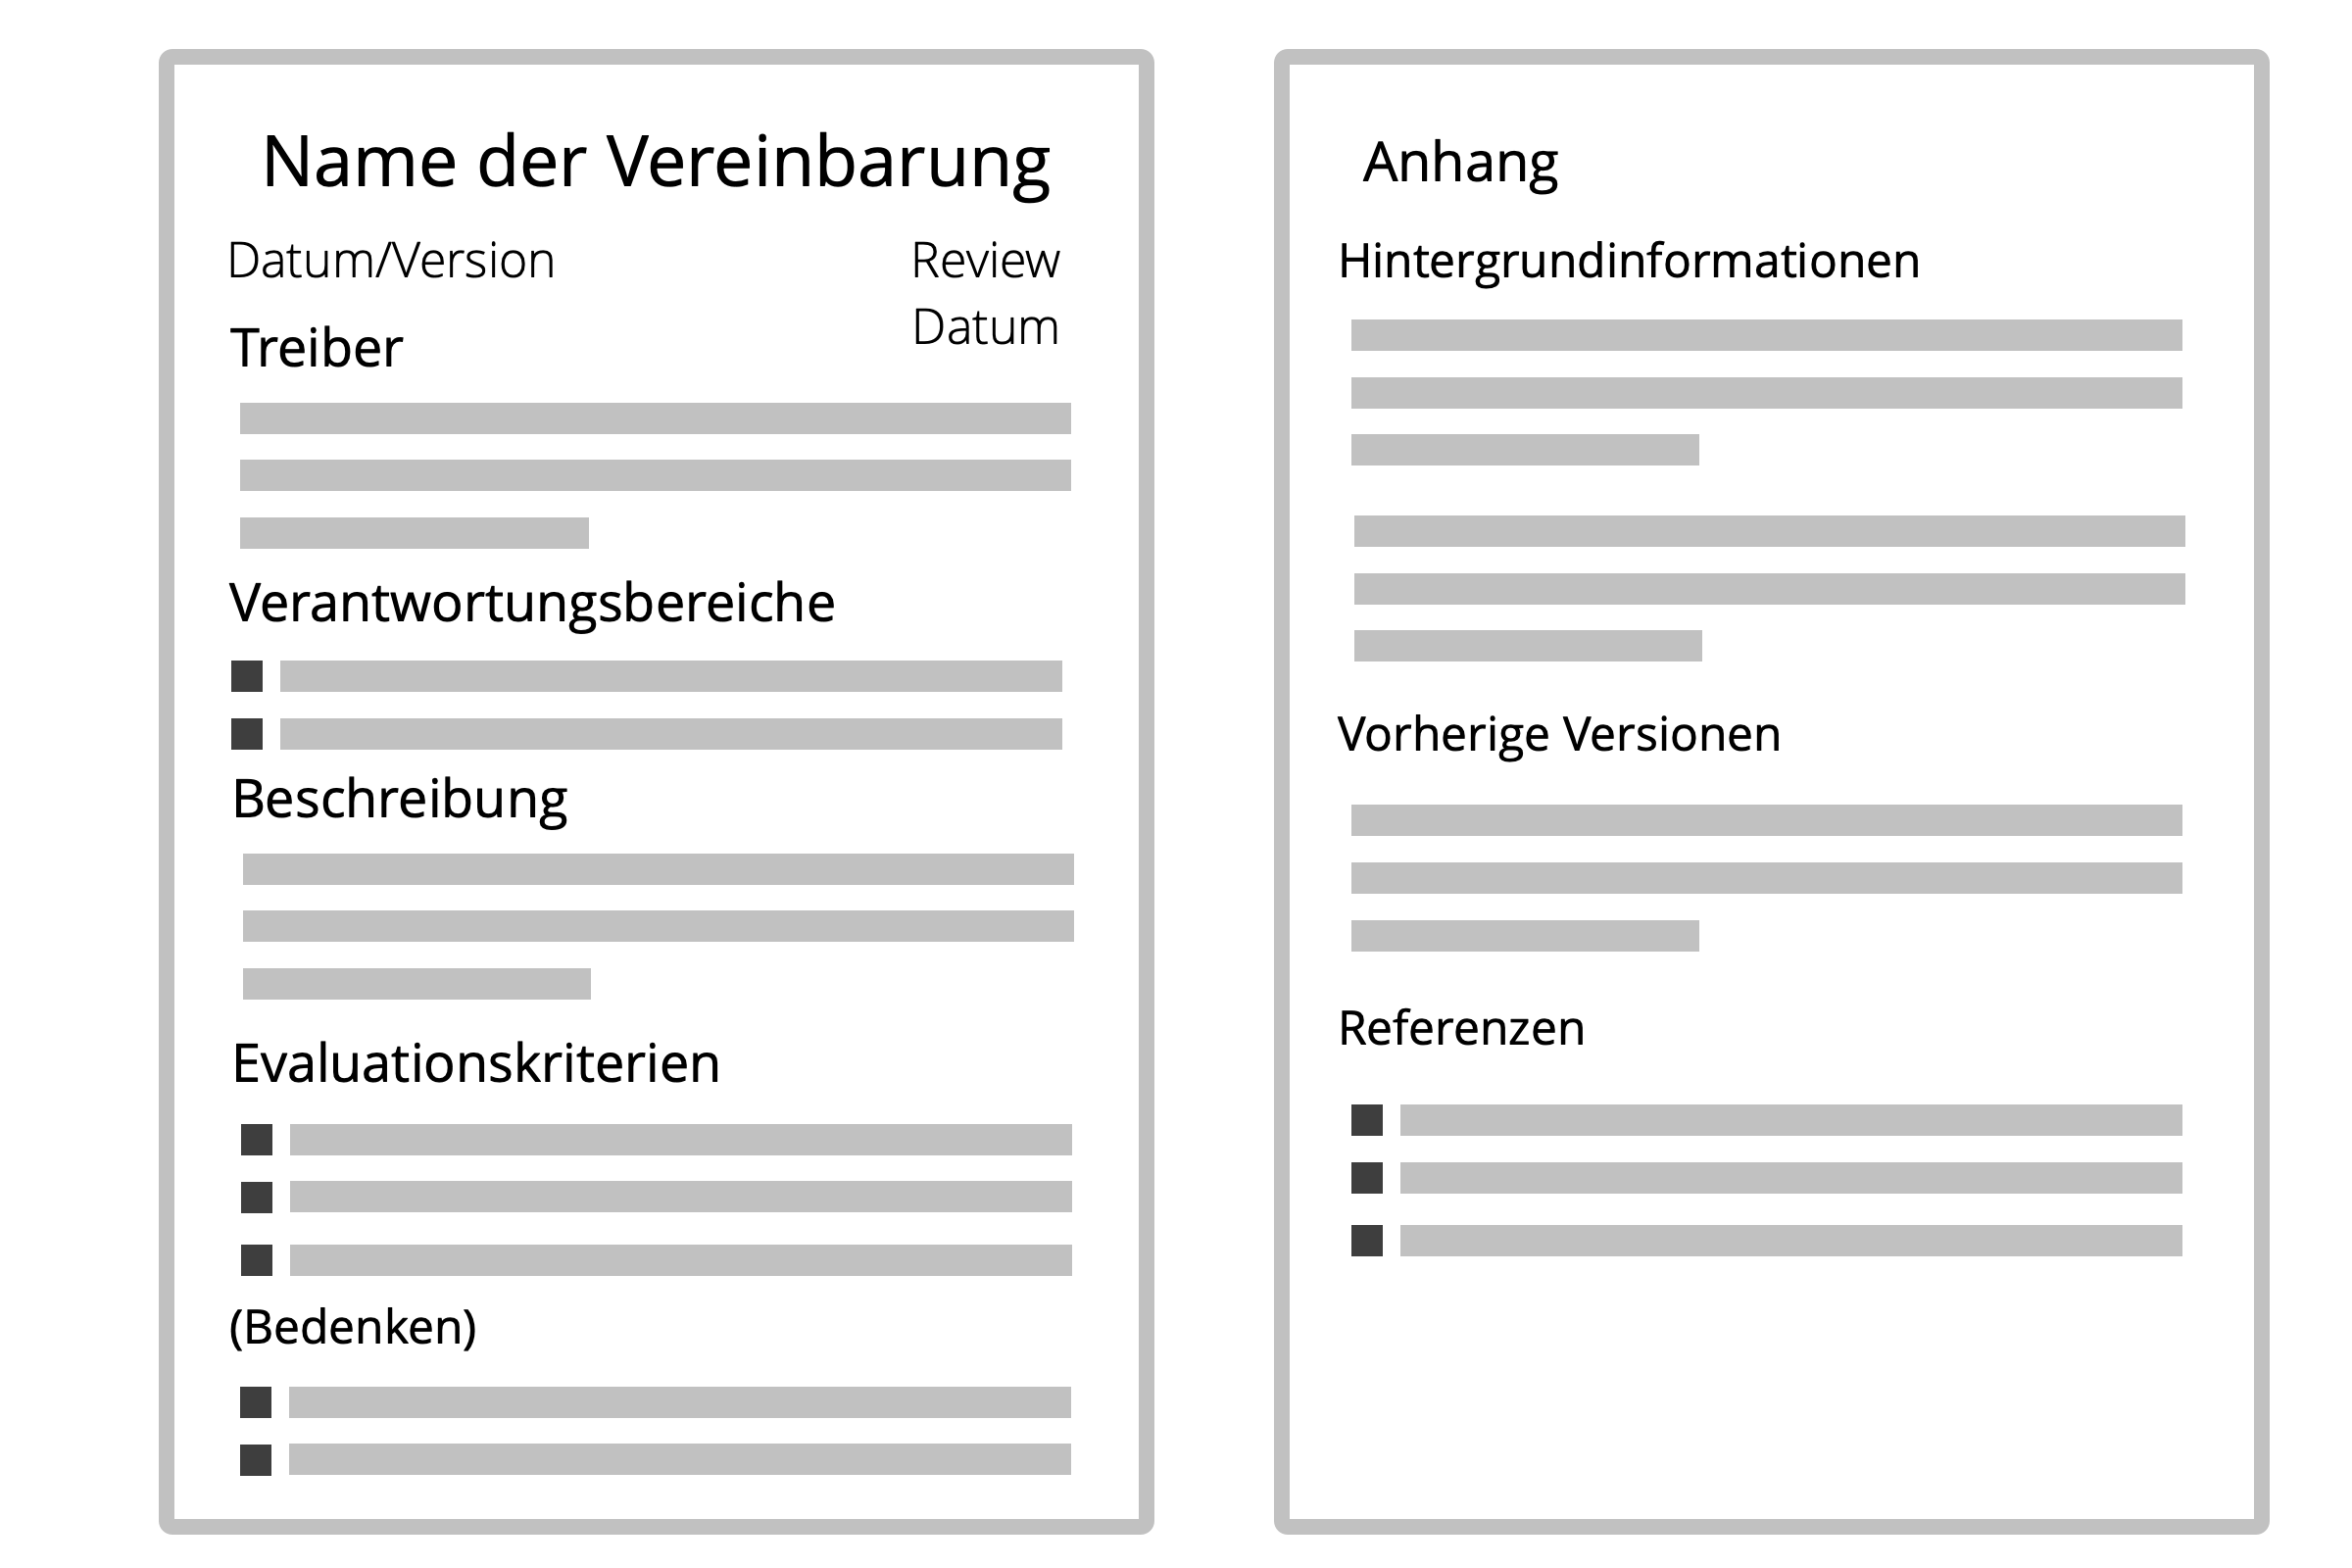 Name der Vereinbarung
Datum/Version
Review
Datum
Treiber
Verantwortungsbereiche
Beschreibung
Evaluationskriterien
(Bedenken)
Anhang
Hintergrundinformationen
Vorherige Versionen
Referenzen